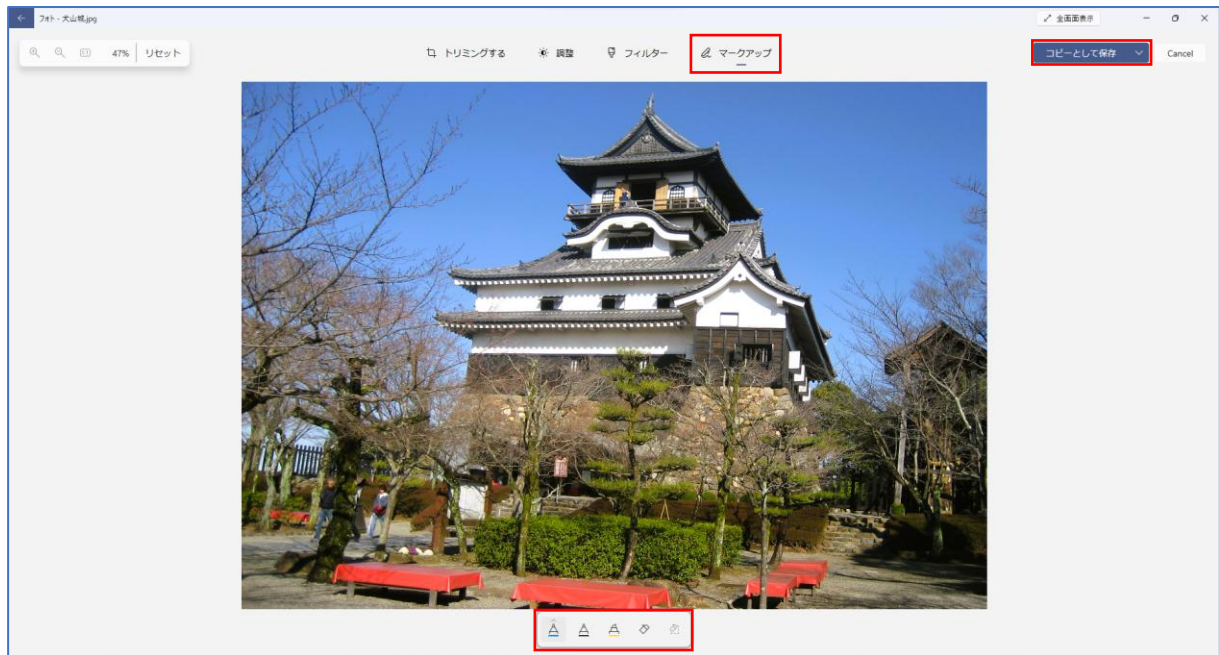 フォト - 犬山城.jpg
全画面表示
47%
リセット
トリミングする
調整
フィルター
マークアップ
コピーとして保存
Cancel